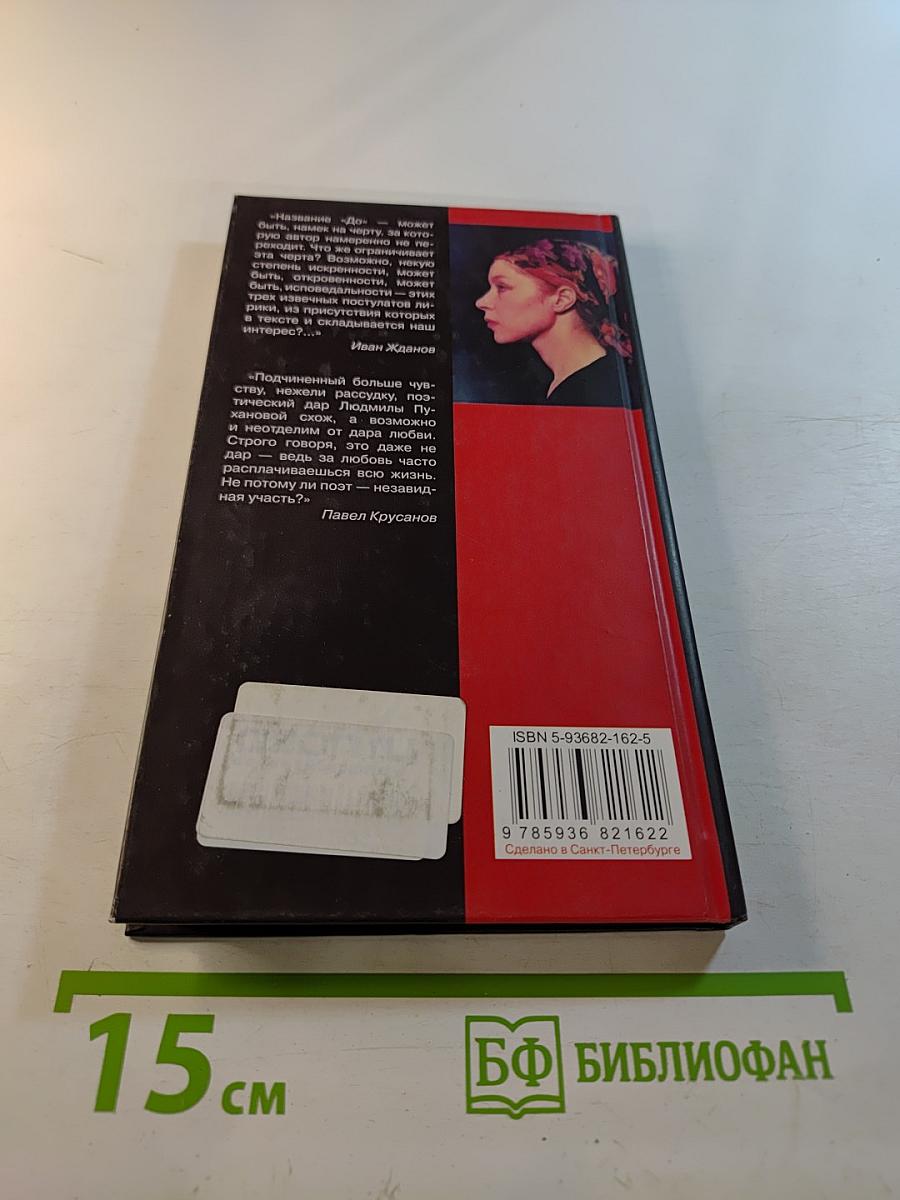 «Название «До» — может
быть, намек на черту, за кото-
рую автор намеренно не пе-
реходит. Что же ограничивает
эта черта? Возможно, некую
степень искренности, может
быть, откровенности, может
быть, исповедальности — этих
трех извечных постулатов ли-
рики, из присутствия которых
в тексте и складывается наш
интерес?...»
Иван Жданов
«Подчиненный больше чув-
ству, нежели рассудку, поэ-
тический дар Людмилы Пу-
хановой схож, а возможно
и неотделим от дара любви.
Строго говоря, это даже не
дар — ведь за любовь часто
расплачиваешься всю жизнь.
Не потому ли поэт — незавид-
ная участь?»
Павел Крусанов
ISBN 5-93682-162-5
9 785936 821622
Сделано в Санкт-Петербурге
15 см
БФ БИБЛИОФАН